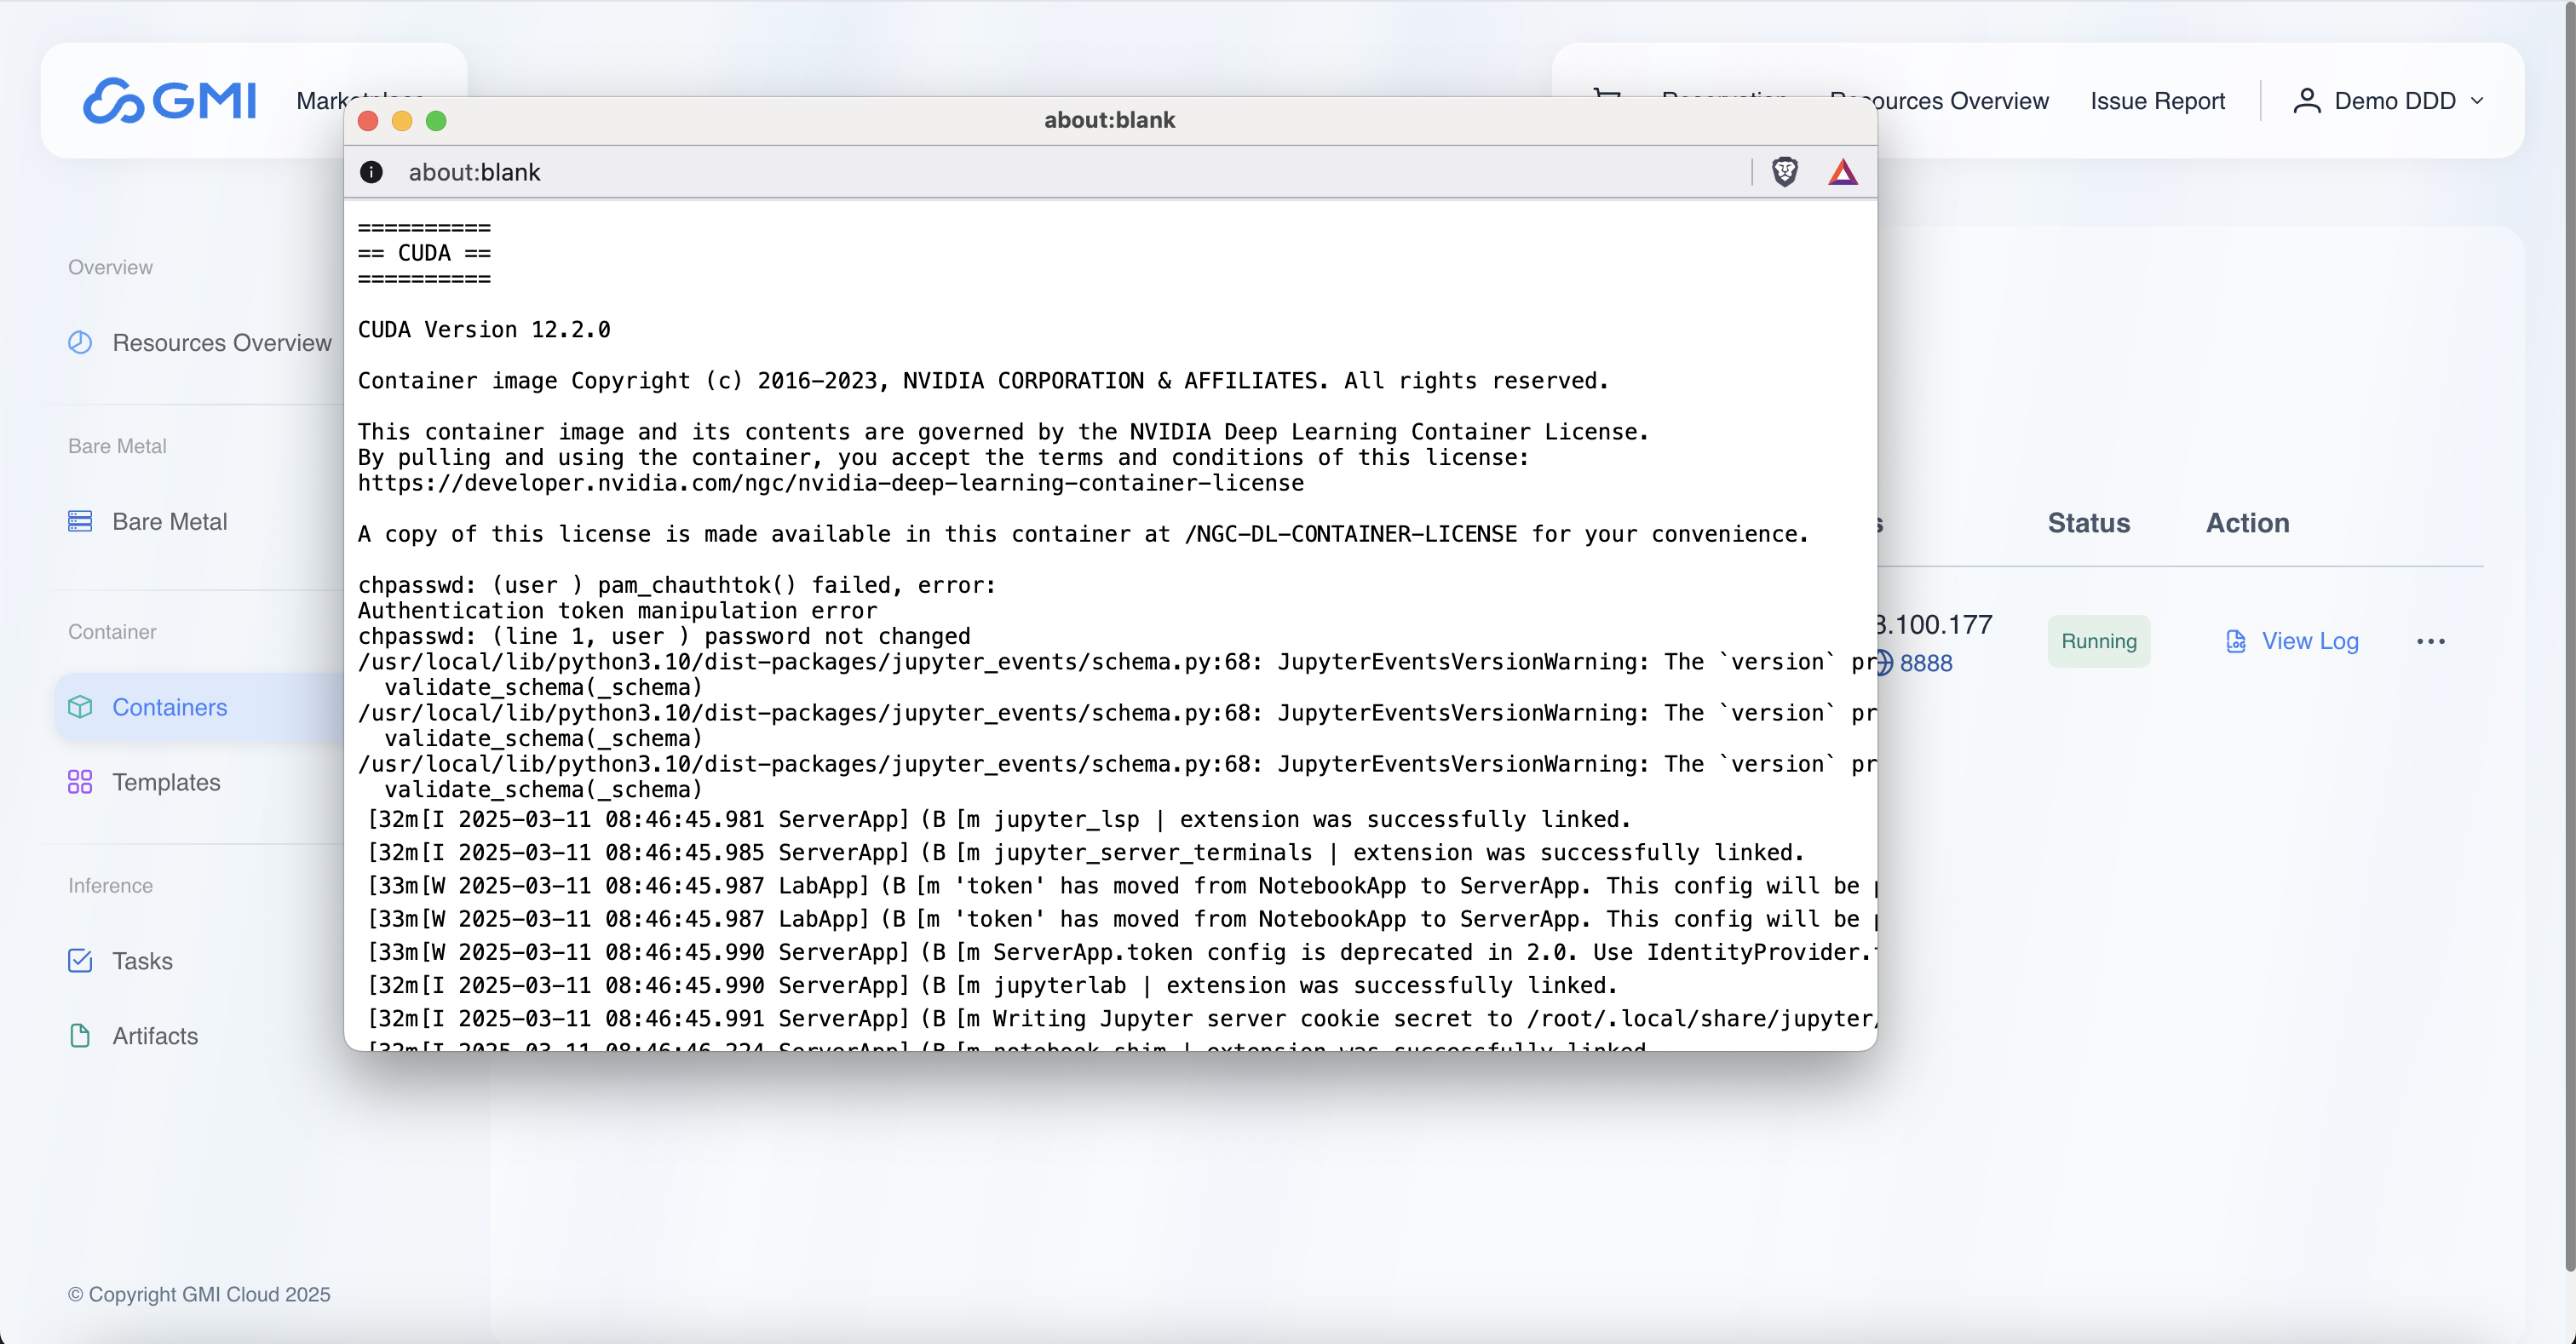 GMI
Resources Overview
Issue Report
Demo DDD
about:blank
about:blank
Overview
Resources Overview
Bare Metal
Bare Metal
Container
Containers
Templates
Inference
Tasks
Artifacts
© Copyright GMI Cloud 2025
==========
== CUDA ==
==========
CUDA Version 12.2.0
Container image Copyright (c) 2016-2023, NVIDIA CORPORATION & AFFILIATES. All rights reserved.
This container image and its contents are governed by the NVIDIA Deep Learning Container License.
By pulling and using the container, you accept the terms and conditions of this license:
https://developer.nvidia.com/ngc/nvidia-deep-learning-container-license
A copy of this license is made available in this container at /NGC-DL-CONTAINER-LICENSE for your convenience.
chpasswd: (user ) pam_chauthtok() failed, error:
Authentication token manipulation error
chpasswd: (line 1, user ) password not changed
/usr/local/lib/python3.10/dist-packages/jupyter_events/schema.py:68: JupyterEventsVersionWarning: The `version` pr
validate_schema(_schema)
/usr/local/lib/python3.10/dist-packages/jupyter_events/schema.py:68: JupyterEventsVersionWarning: The `version` pr
validate_schema(_schema)
/usr/local/lib/python3.10/dist-packages/jupyter_events/schema.py:68: JupyterEventsVersionWarning: The `version` pr
validate_schema(_schema)
[32m[I 2025-03-11 08:46:45.981 ServerApp] (B [m jupyter_lsp | extension was successfully linked.
[32m[I 2025-03-11 08:46:45.985 ServerApp] (B [m jupyter_server_terminals | extension was successfully linked.
[33m[W 2025-03-11 08:46:45.987 LabApp] (B [m 'token' has moved from NotebookApp to ServerApp. This config will be
[33m[W 2025-03-11 08:46:45.987 LabApp] (B [m 'token' has moved from NotebookApp to ServerApp. This config will be
[33m[W 2025-03-11 08:46:45.990 ServerApp] (B [m ServerApp.token config is deprecated in 2.0. Use IdentityProvider.
[32m[I 2025-03-11 08:46:45.990 ServerApp] (B [m jupyterlab | extension was successfully linked.
[32m[I 2025-03-11 08:46:45.991 ServerApp] (B [m Writing Jupyter server cookie secret to /root/.local/share/jupyter/
Status
Action
3.100.177
8888
Running
View Log